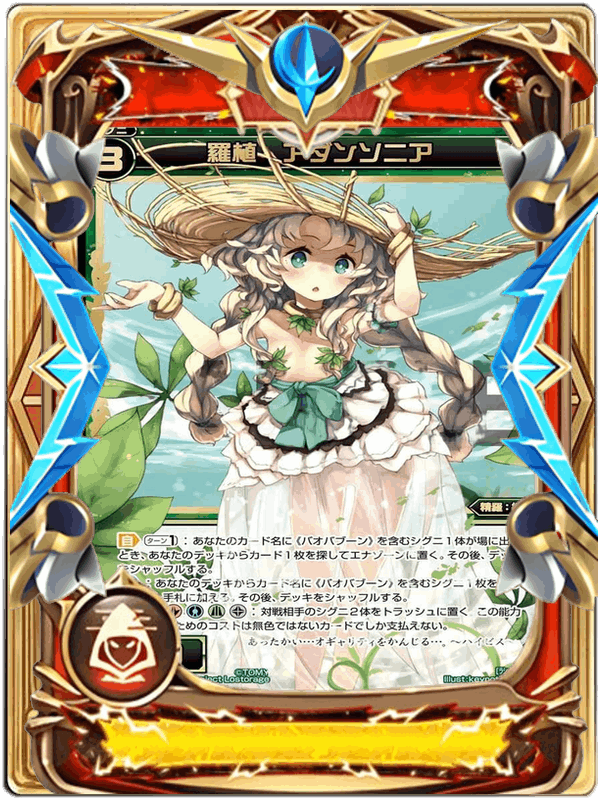 3
羅植 アダンソニア
精羅：
自 ターン1：あなたのカード名に《バオバブーン》を含むシグニ1体が場に出
とき、あなたのデッキからカード1枚を探してエナゾーンに置く。その後、デッ
シャッフルする。
：あなたのデッキからカード名に《バオバブーン》を含むシグニ1枚を
手札に加える。その後、デッキをシャッフルする。
：対戦相手のシグニ2体をトラッシュに置く。この能力
ためのコストは無色ではないカードでしか支払えない。
あったかい…オギャリティをかんじる…。～ハイビス～
©TOMY
Lostorage
Illust: